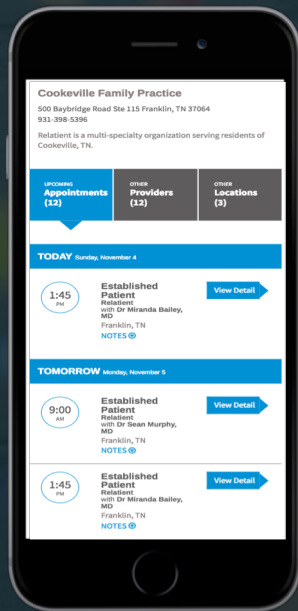 Cookeville Family Practice
500 Baybridge Road Ste 115 Franklin, TN 37064
931-398-5396
Relatient is a multi-specialty organization serving residents of
Cookeville, TN.
UPCOMING
Appointments
(12)
OTHER
Providers
(12)
OTHER
Locations
(3)
TODAY Sunday, November 4
1:45
PM
Established
Patient
Relatient
with Dr Miranda Bailey,
MD
Franklin, TN
NOTES
View Detail
TOMORROW Monday, November 5
9:00
AM
Established
Patient
Relatient
with Dr Sean Murphy,
MD
Franklin, TN
NOTES
View Detail
1:45
PM
Established
Patient
Relatient
with Dr Miranda Bailey,
MD
Franklin, TN
NOTES
View Detail